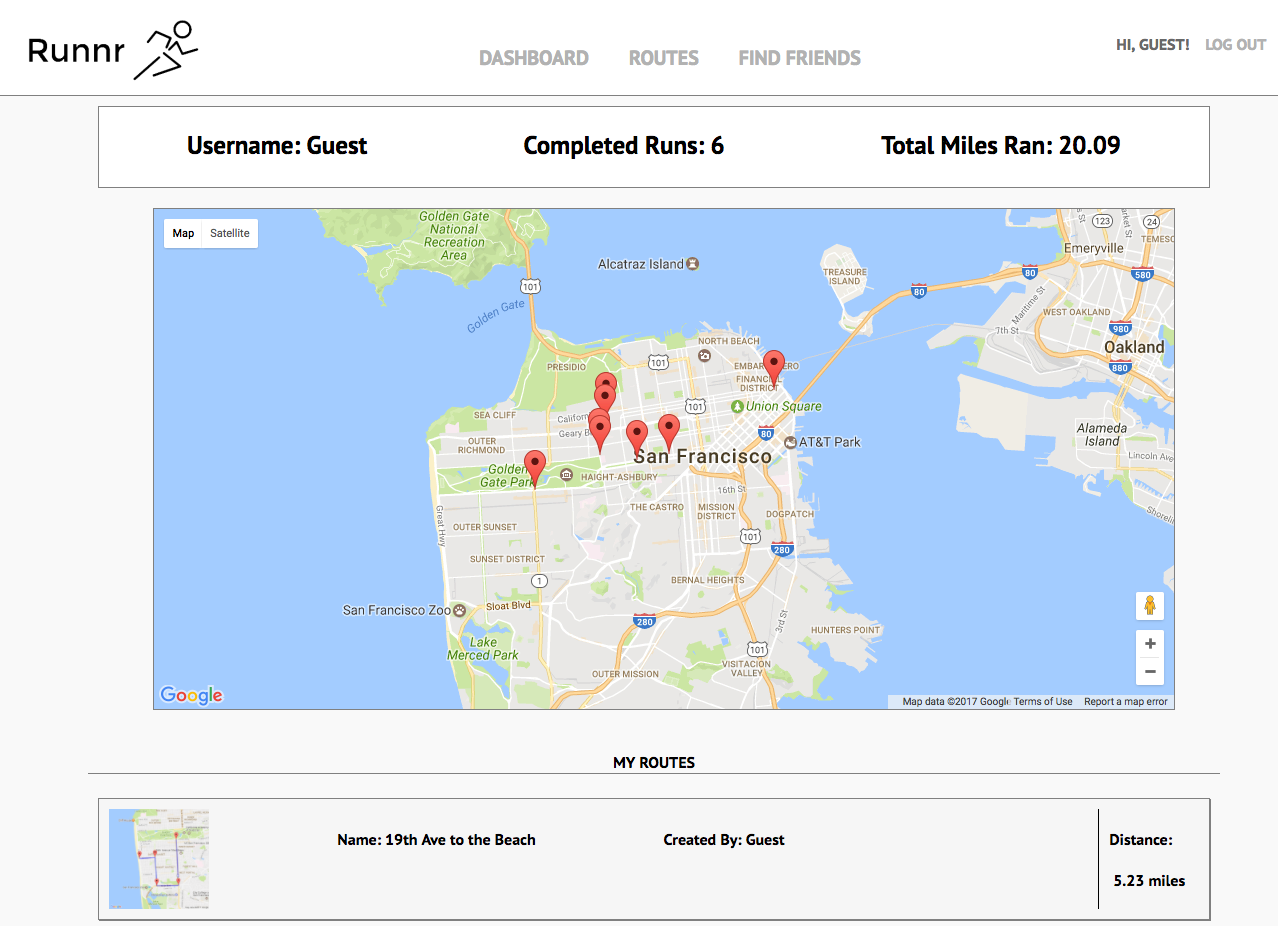 Runnr
DASHBOARD ROUTES FIND FRIENDS
HI, GUEST! LOG OUT
Username: Guest Completed Runs: 6 Total Miles Ran: 20.09
Map Satellite
Golden Gate
National
Recreation
Area
123
24
Emeryville
Alcatraz Island
TREASURE
ISLAND
80
580
101
80
Golden Gate
Maritime St
WEST OAKLAND
7th St
980
Oakland
880
NORTH BEACH
101
PRESIDIO
FINANCIAL
DISTRICT
SEA CLIFF
101
Union Square
OUTER
RICHMOND
80
AT&T Park
Alameda
Island
San Francisco
Lincoln Ave
Golden
Gate Park
HAIGHT-ASHBURY
16th St
Great Hwy
THE CASTRO
MISSION
DISTRICT
DOGPATCH
OUTER SUNSET
101
280
SUNSET DISTRICT
1
BERNAL HEIGHTS
San Francisco Zoo
Sloat Blvd
280
3rd St
HUNTERS POINT
Lake
Merced Park
101
VISITACION
VALLEY
OUTER MISSION
+
−
Google
Map data ©2017 Google Terms of Use Report a map error
MY ROUTES
Name: 19th Ave to the Beach Created By: Guest Distance:
5.23 miles